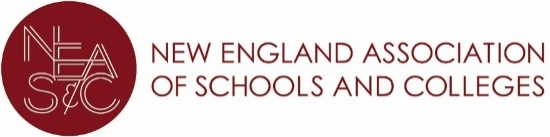 NEA
S&C
NEW ENGLAND ASSOCIATION
OF SCHOOLS AND COLLEGES